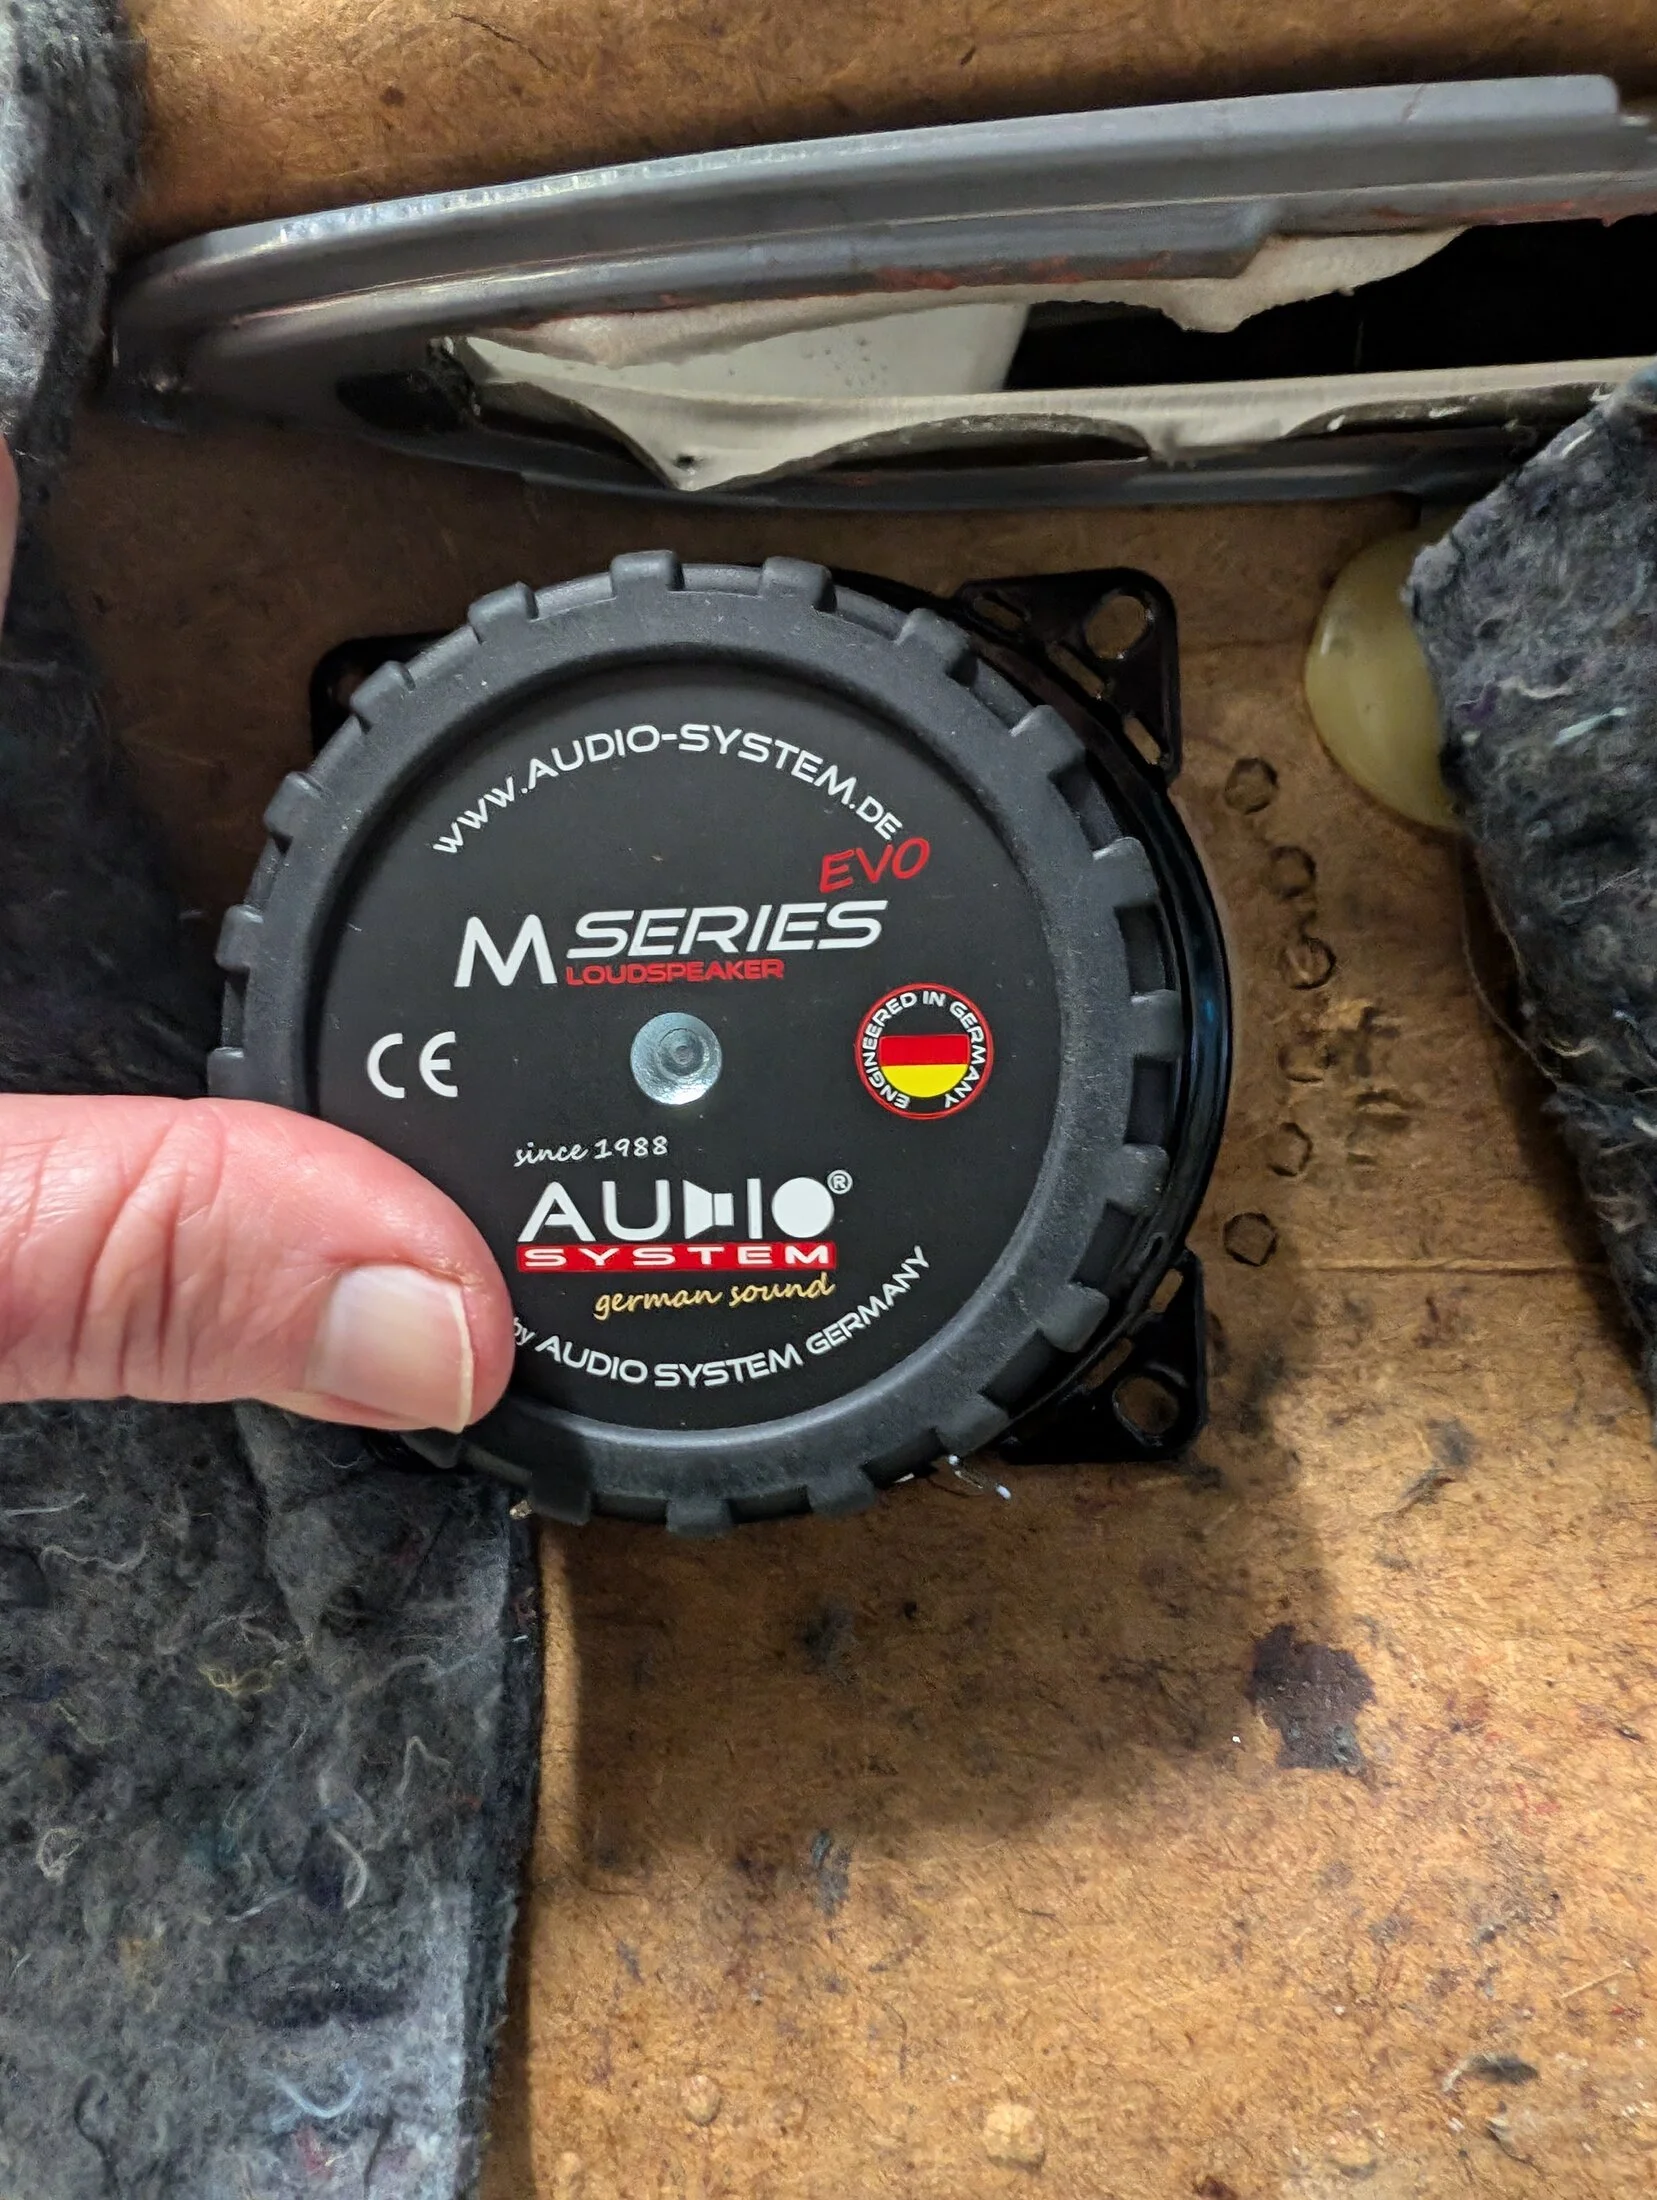 www.AUDIO-SYSTEM.DE
EVO
M SERIES
LOUDSPEAKER
CE
ENGINEERED IN GERMANY
since 1988
AUDIO®
SYSTEM
german sound
by AUDIO SYSTEM GERMANY